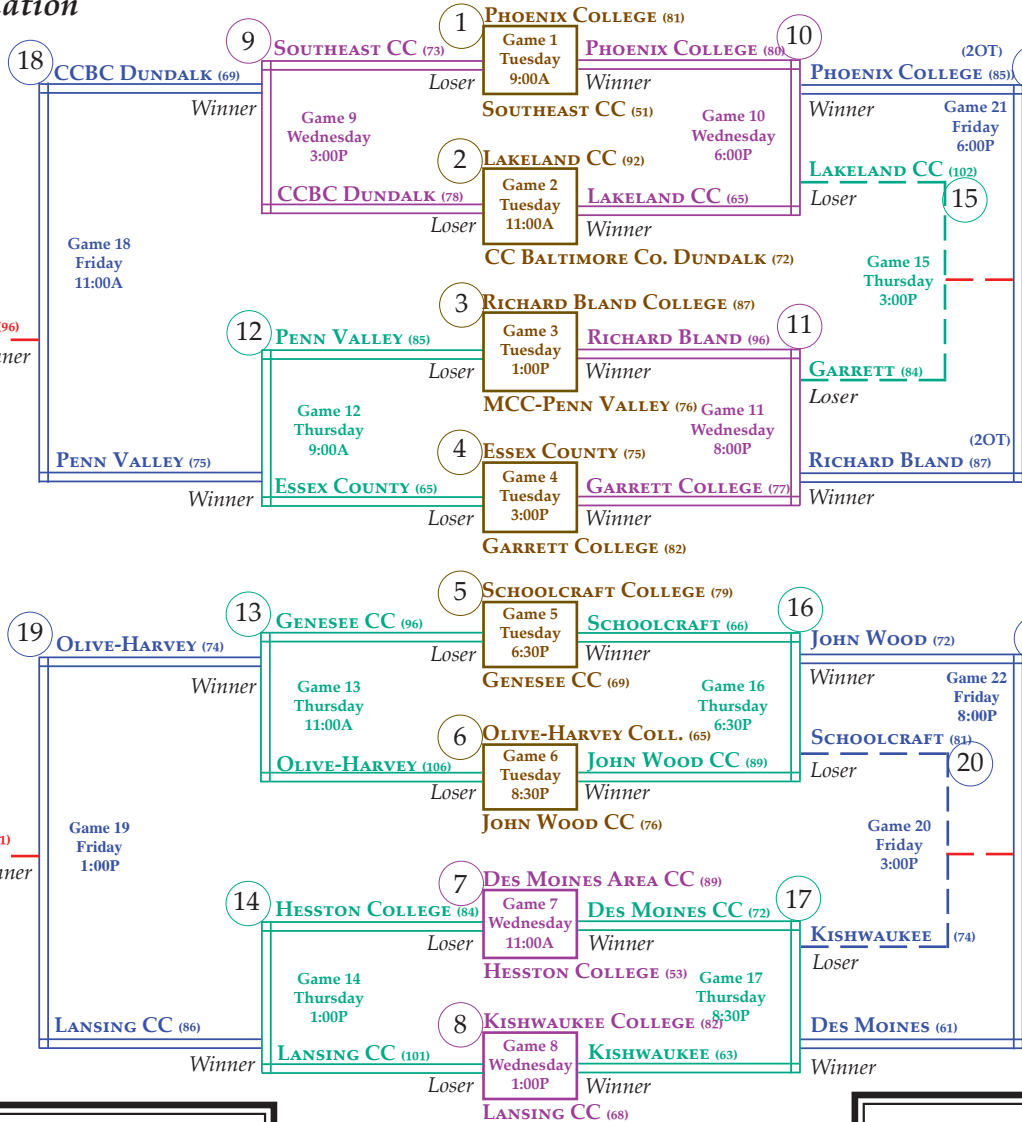 18
CCBC Dundalk (69)
Winner
Game 18
Friday
11:00A
Penn Valley (75)
Winner
9
Southeast CC (73)
Loser
Game 9
Wednesday
3:00P
CCBC Dundalk (78)
Loser
12
Penn Valley (85)
Loser
Game 12
Thursday
9:00A
Essex County (65)
Loser
1
Phoenix College (81)
Game 1
Tuesday
9:00A
Southeast CC (51)
2
Lakeland CC (92)
Game 2
Tuesday
11:00A
CC Baltimore Co. Dundalk (72)
3
Richard Bland College (87)
Game 3
Tuesday
1:00P
MCC-Penn Valley (76)
4
Essex County (75)
Game 4
Tuesday
3:00P
Garrett College (82)
10
Phoenix College (80)
Winner
Game 10
Wednesday
6:00P
Lakeland CC (65)
Winner
11
Richard Bland (96)
Winner
Game 11
Wednesday
8:00P
Garrett College (77)
Winner
(2OT)
Phoenix College (85)
Winner
Game 21
Friday
6:00P
Lakeland CC (102)
Loser
15
Game 15
Thursday
3:00P
Garrett (84)
Loser
(2OT)
Richard Bland (87)
Winner
19
Olive-Harvey (74)
Winner
Game 19
Friday
1:00P
Lansing CC (86)
Winner
13
Genesee CC (96)
Loser
Game 13
Thursday
11:00A
Olive-Harvey (106)
Loser
14
Hesston College (84)
Loser
Game 14
Thursday
1:00P
Lansing CC (101)
Loser
5
Schoolcraft College (79)
Game 5
Tuesday
6:30P
Genesee CC (69)
6
Olive-Harvey Coll. (65)
Game 6
Tuesday
8:30P
John Wood CC (76)
7
Des Moines Area CC (89)
Game 7
Wednesday
11:00A
Hesston College (53)
8
Kishwaukee College (82)
Game 8
Wednesday
1:00P
Lansing CC (68)
16
Schoolcraft (66)
Winner
Game 16
Thursday
6:30P
John Wood CC (89)
Winner
17
Des Moines CC (72)
Winner
Game 17
Thursday
8:30P
Kishwaukee (63)
Winner
John Wood (72)
Winner
Game 22
Friday
8:00P
Schoolcraft (81)
Loser
20
Game 20
Friday
3:00P
Kishwaukee (74)
Loser
Des Moines (61)
Winner